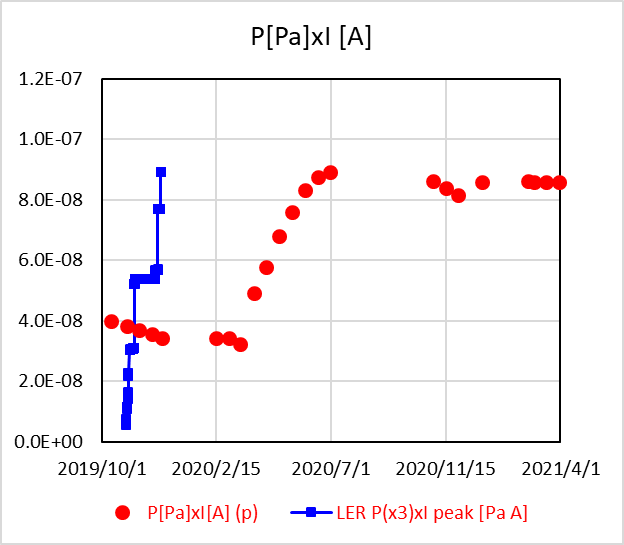 P[Pa]xI [A]
1.2E-07
1.0E-07
8.0E-08
6.0E-08
4.0E-08
2.0E-08
0.0E+00
2019/10/1 2020/2/15 2020/7/1 2020/11/15 2021/4/1
P[Pa]xI[A] (p) LER P(x3)xI peak [Pa A]